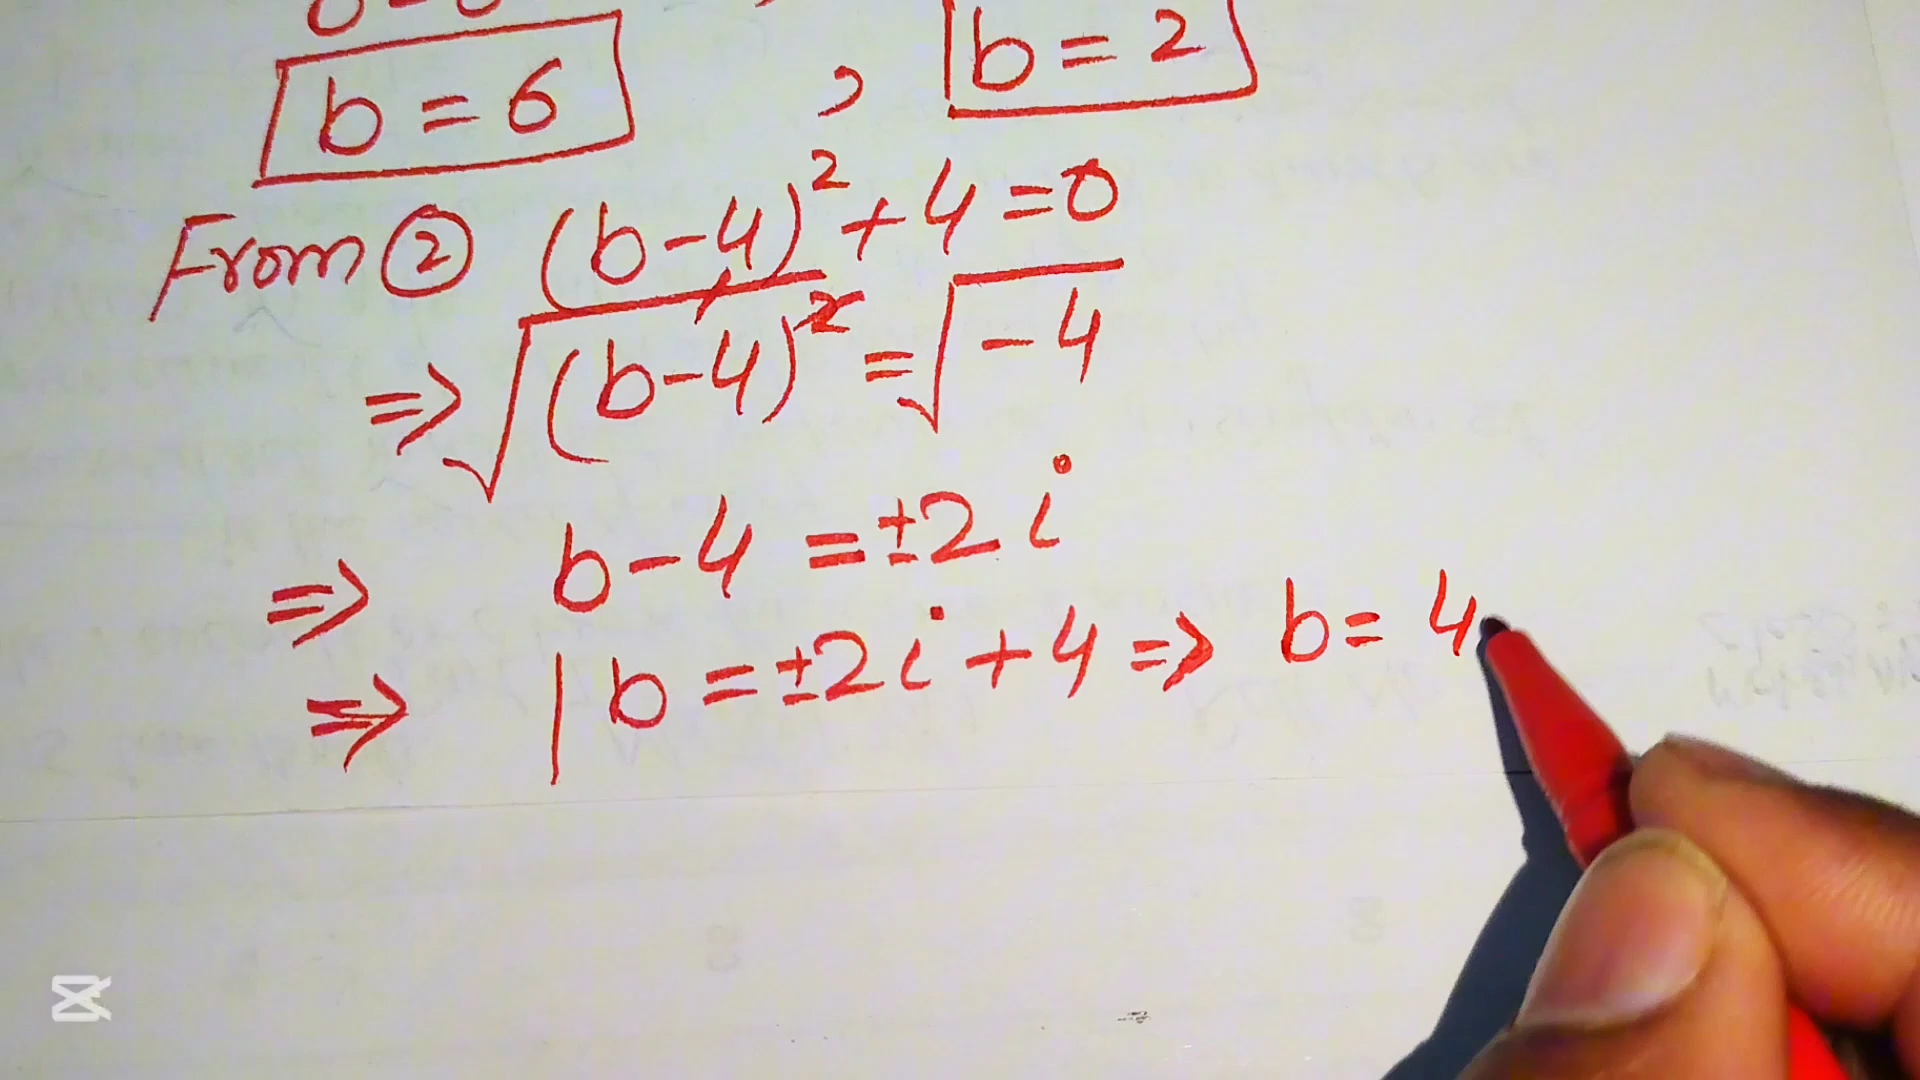 b = 6 , b = 2
From ② (b-4)² + 4 = 0
⇒ √(b-4)² = √-4
⇒ b - 4 = ±2i
⇒ | b = ±2i + 4 ⇒ b = 4